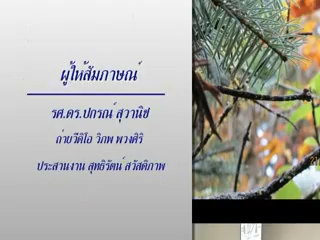 ผู้ให้สัมภาษณ์
รศ.ดร.ปกรณ์ สุวานิช
ถ่ายวีดิโอ วิภพ พวงศิริ
ประสานงาน สุทธิรัตน์ สวัสดิภาพ